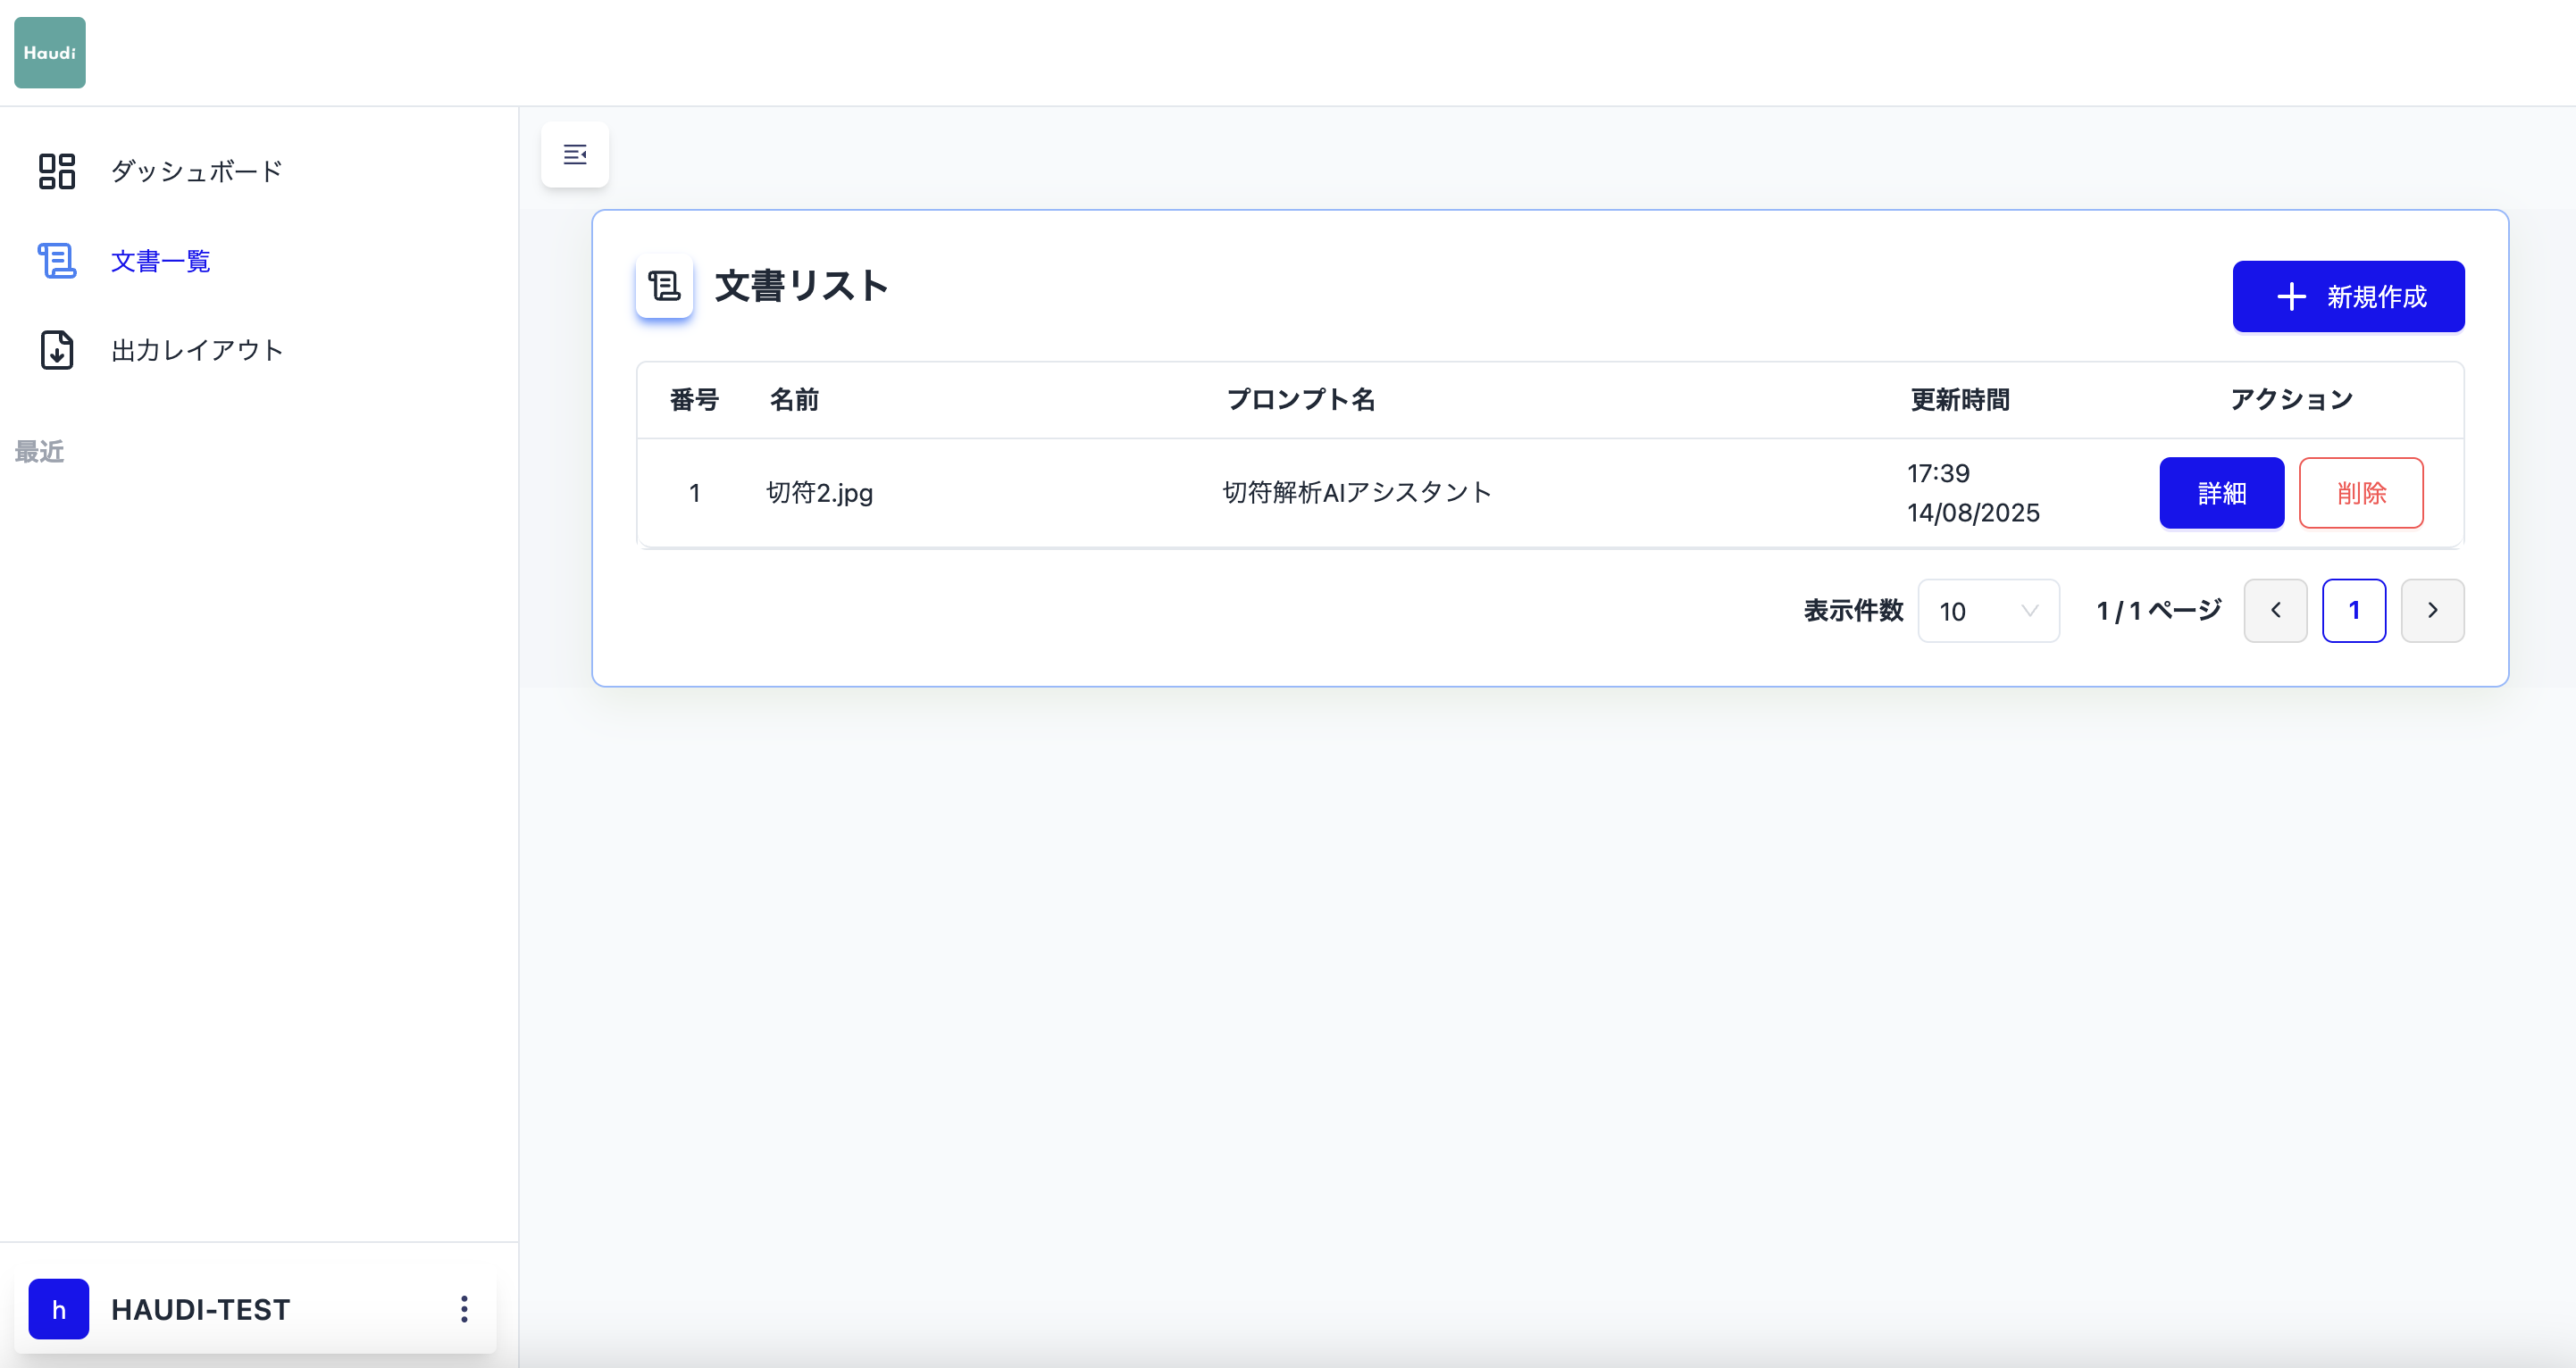 Haudi
ダッシュボード
文書一覧
出力レイアウト
最近
文書リスト
新規作成
番号 名前 プロンプト名 更新時間 アクション
1 切符2.jpg 切符解析AIアシスタント 17:39 14/08/2025 詳細 削除
表示件数 10 1 / 1 ページ 1
h HAUDI-TEST